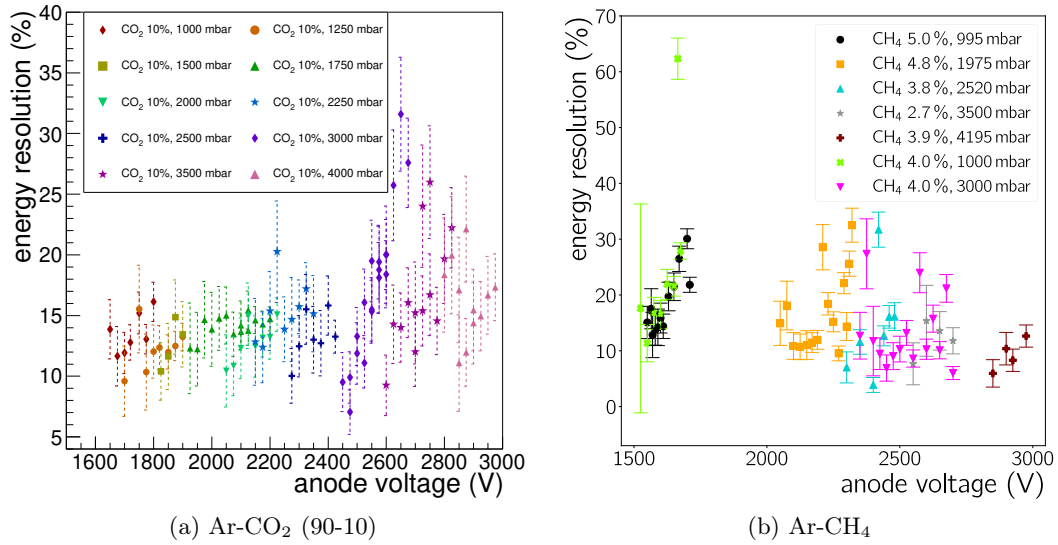 40
35
30
25
20
15
10
5
energy resolution (%)
CO2 10%, 1000 mbar
CO2 10%, 1250 mbar
CO2 10%, 1500 mbar
CO2 10%, 1750 mbar
CO2 10%, 2000 mbar
CO2 10%, 2250 mbar
CO2 10%, 2500 mbar
CO2 10%, 3000 mbar
CO2 10%, 3500 mbar
CO2 10%, 4000 mbar
1600 1800 2000 2200 2400 2600 2800 3000
anode voltage (V)
(a) Ar-CO2 (90-10)
70
60
50
40
30
20
10
0
energy resolution (%)
CH4 5.0 %, 995 mbar
CH4 4.8 %, 1975 mbar
CH4 3.8 %, 2520 mbar
CH4 2.7 %, 3500 mbar
CH4 3.9 %, 4195 mbar
CH4 4.0 %, 1000 mbar
CH4 4.0 %, 3000 mbar
1500 2000 2500 3000
anode voltage (V)
(b) Ar-CH4